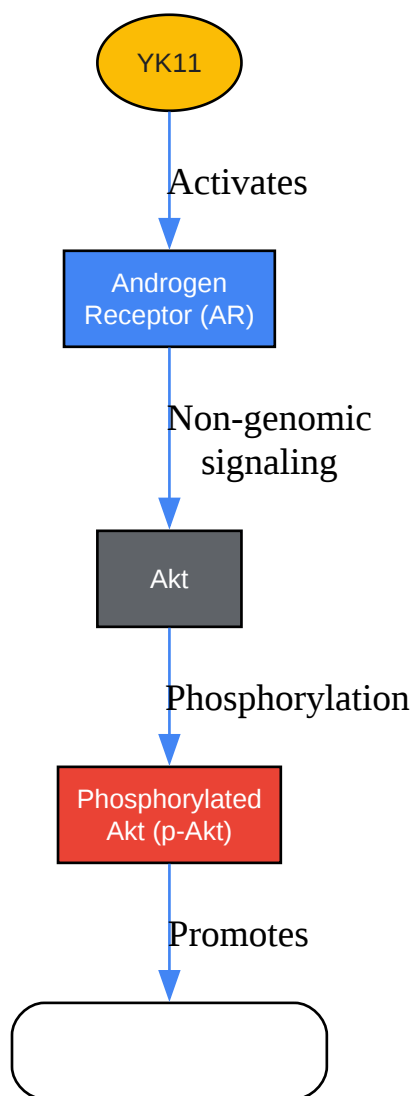 YK11
Activates
Androgen
Receptor (AR)
Non-genomic
signaling
Akt
Phosphorylation
Phosphorylated
Akt (p-Akt)
Promotes